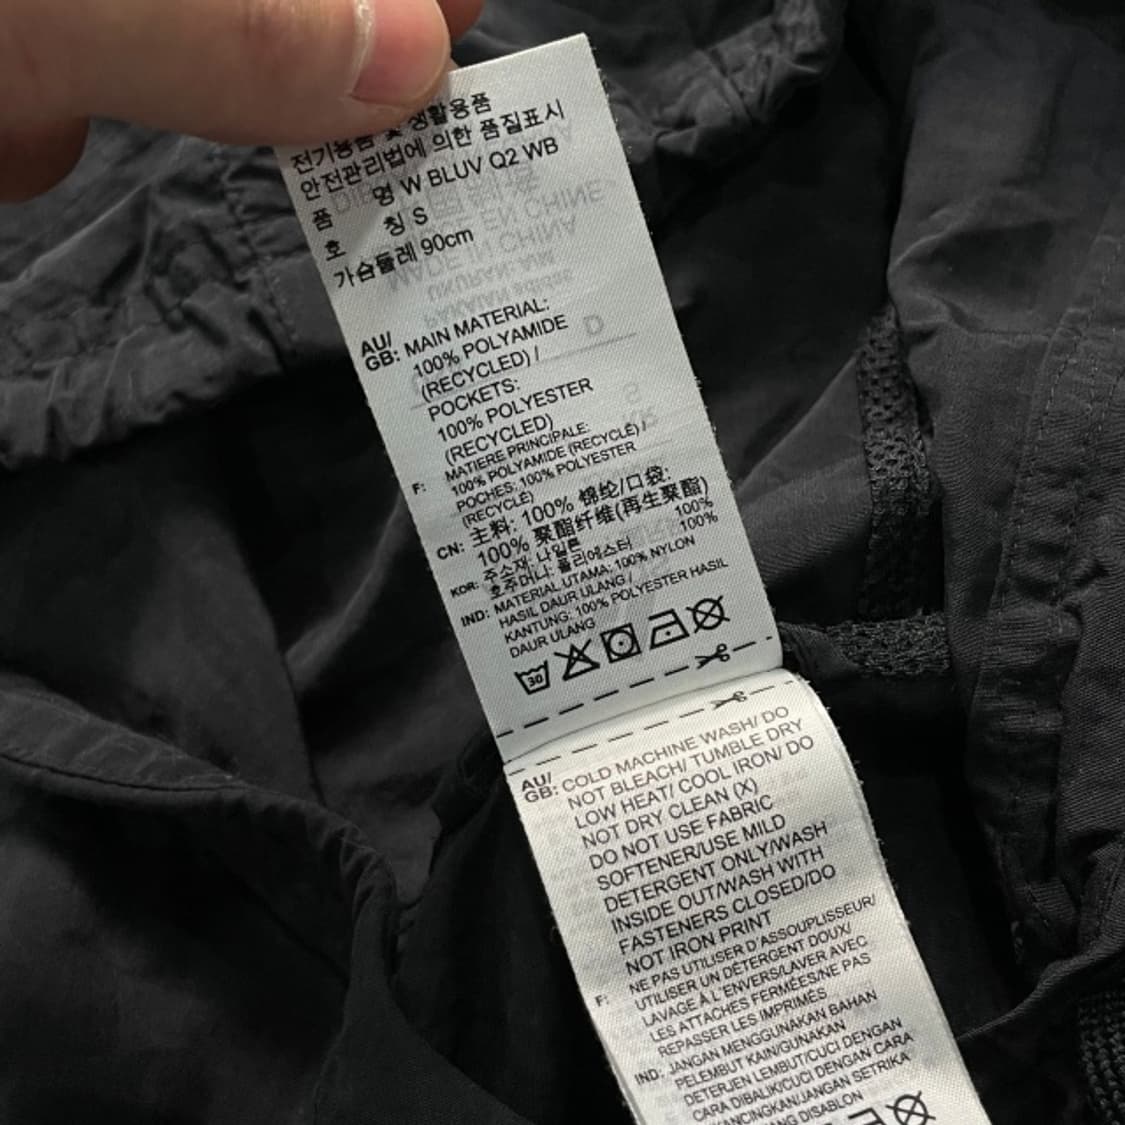 생활용품
전기용품 및
안전관리법에 의한 품질표시
품 명 W BLUV Q2 WB
호 칭 S
가슴둘레 90cm
AU/
GB: MAIN MATERIAL:
100% POLYAMIDE
(RECYCLED) /
POCKETS:
100% POLYESTER
(RECYCLED)
F: MATIERE PRINCIPALE:
100% POLYAMIDE (RECYCLÉ) /
POCHES: 100% POLYESTER
(RECYCLÉ)
CN: 主料: 100% 锦纶/口袋:
100% 聚酯纤维(再生聚酯)
KOR: 주소재: 나일론 100%
호주머니: 폴리에스터 100%
IND: MATERIAL UTAMA: 100% NYLON
HASIL DAUR ULANG /
KANTUNG: 100% POLYESTER HASIL
DAUR ULANG
30
AU/
GB: COLD MACHINE WASH/ DO
NOT BLEACH/ TUMBLE DRY
LOW HEAT/ COOL IRON/ DO
NOT DRY CLEAN (X)
DO NOT USE FABRIC
SOFTENER/USE MILD
DETERGENT ONLY/WASH
INSIDE OUT/WASH WITH
FASTENERS CLOSED/DO
NOT IRON PRINT
F: NE PAS UTILISER D'ASSOUPLISSEUR/
UTILISER UN DÉTERGENT DOUX/
LAVAGE À L'ENVERS/LAVER AVEC
LES ATTACHES FERMÉES/NE PAS
REPASSER LES IMPRIMÉS
IND: JANGAN MENGGUNAKAN BAHAN
PELEMBUT KAIN/GUNAKAN
DETERJEN LEMBUT/CUCI DENGAN
CARA DIBALIK/CUCI DENGAN CARA
KANCINGKAN/JANGAN SETRIKA
DISABLON